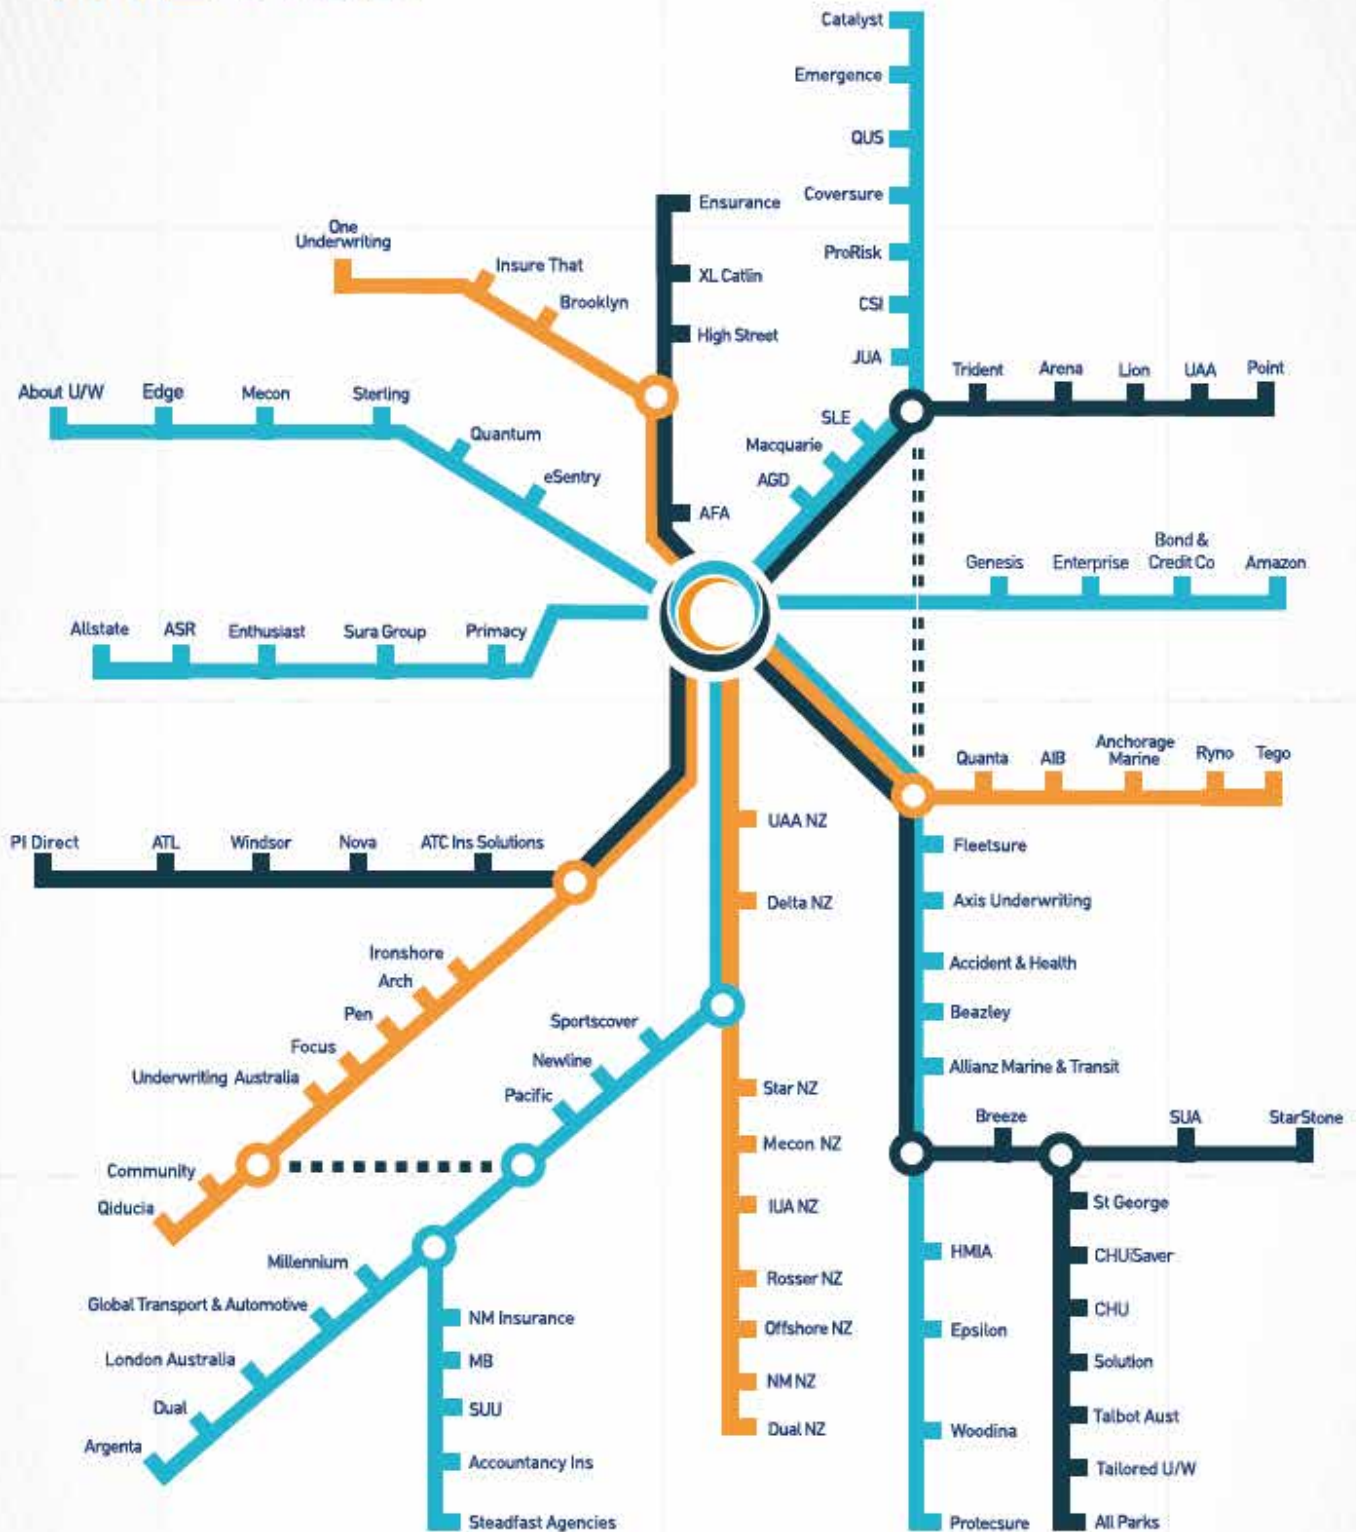 Catalyst
Emergence
QUS
Coversure
ProRisk
CSI
JUA
Ensurance
XL Catlin
High Street
AFA
One
Underwriting
Insure That
Brooklyn
About U/W
Edge
Mecon
Sterling
Quantum
eSentry
SLE
Macquarie
AGD
Trident
Arena
Lion
UAA
Point
Genesis
Enterprise
Bond &
Credit Co
Amazon
Allstate
ASR
Enthusiast
Sura Group
Primacy
Quanta
AIB
Anchorage
Marine
Ryno
Tego
PI Direct
ATL
Windsor
Nova
ATC Ins Solutions
UAA NZ
Delta NZ
Fleetsure
Axis Underwriting
Accident & Health
Beazley
Allianz Marine & Transit
Ironshore
Arch
Pen
Focus
Underwriting Australia
Community
Qiducia
Sportscover
Newline
Pacific
Star NZ
Mecon NZ
IUA NZ
Rosser NZ
Offshore NZ
NM NZ
Dual NZ
Breeze
SUA
StarStone
St George
CHUiSaver
CHU
Solution
Talbot Aust
Tailored U/W
All Parks
HMIA
Epsilon
Woodina
Protecsure
Millennium
Global Transport & Automotive
London Australia
Dual
Argenta
NM Insurance
MB
SUU
Accountancy Ins
Steadfast Agencies